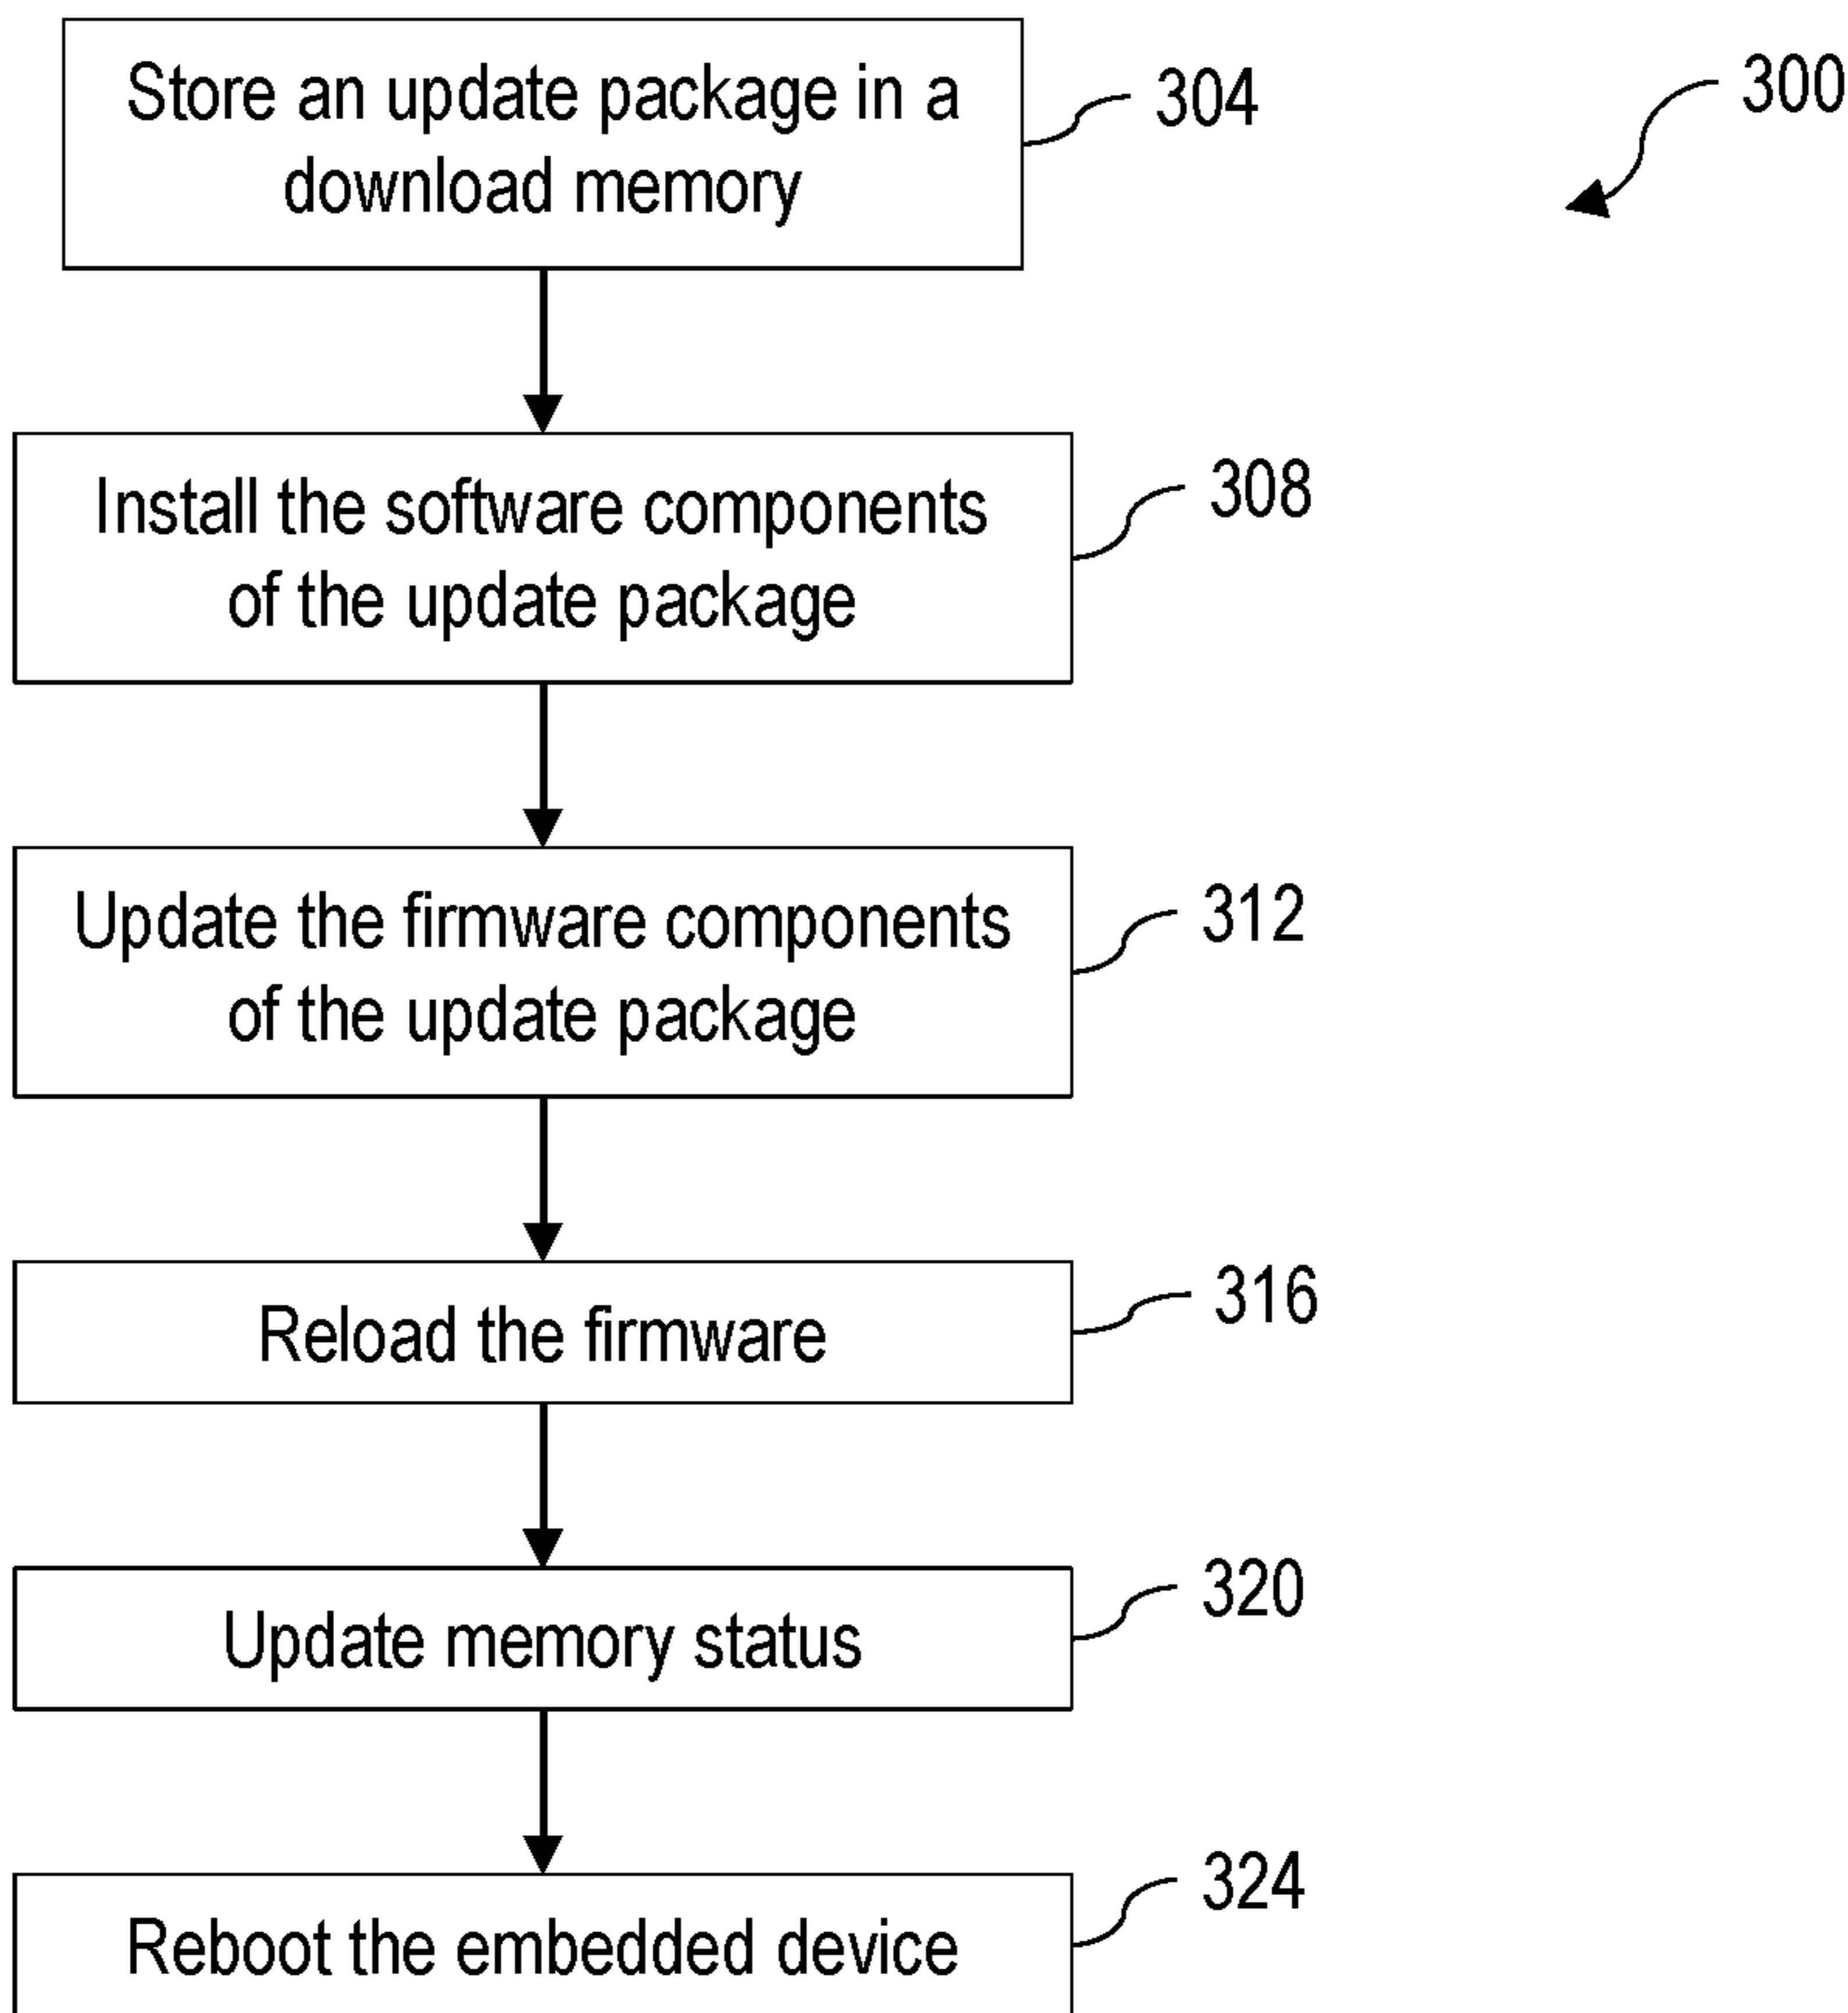 Store an update package in a
download memory
304
300
Install the software components
of the update package
308
Update the firmware components
of the update package
312
Reload the firmware
316
Update memory status
320
Reboot the embedded device
324